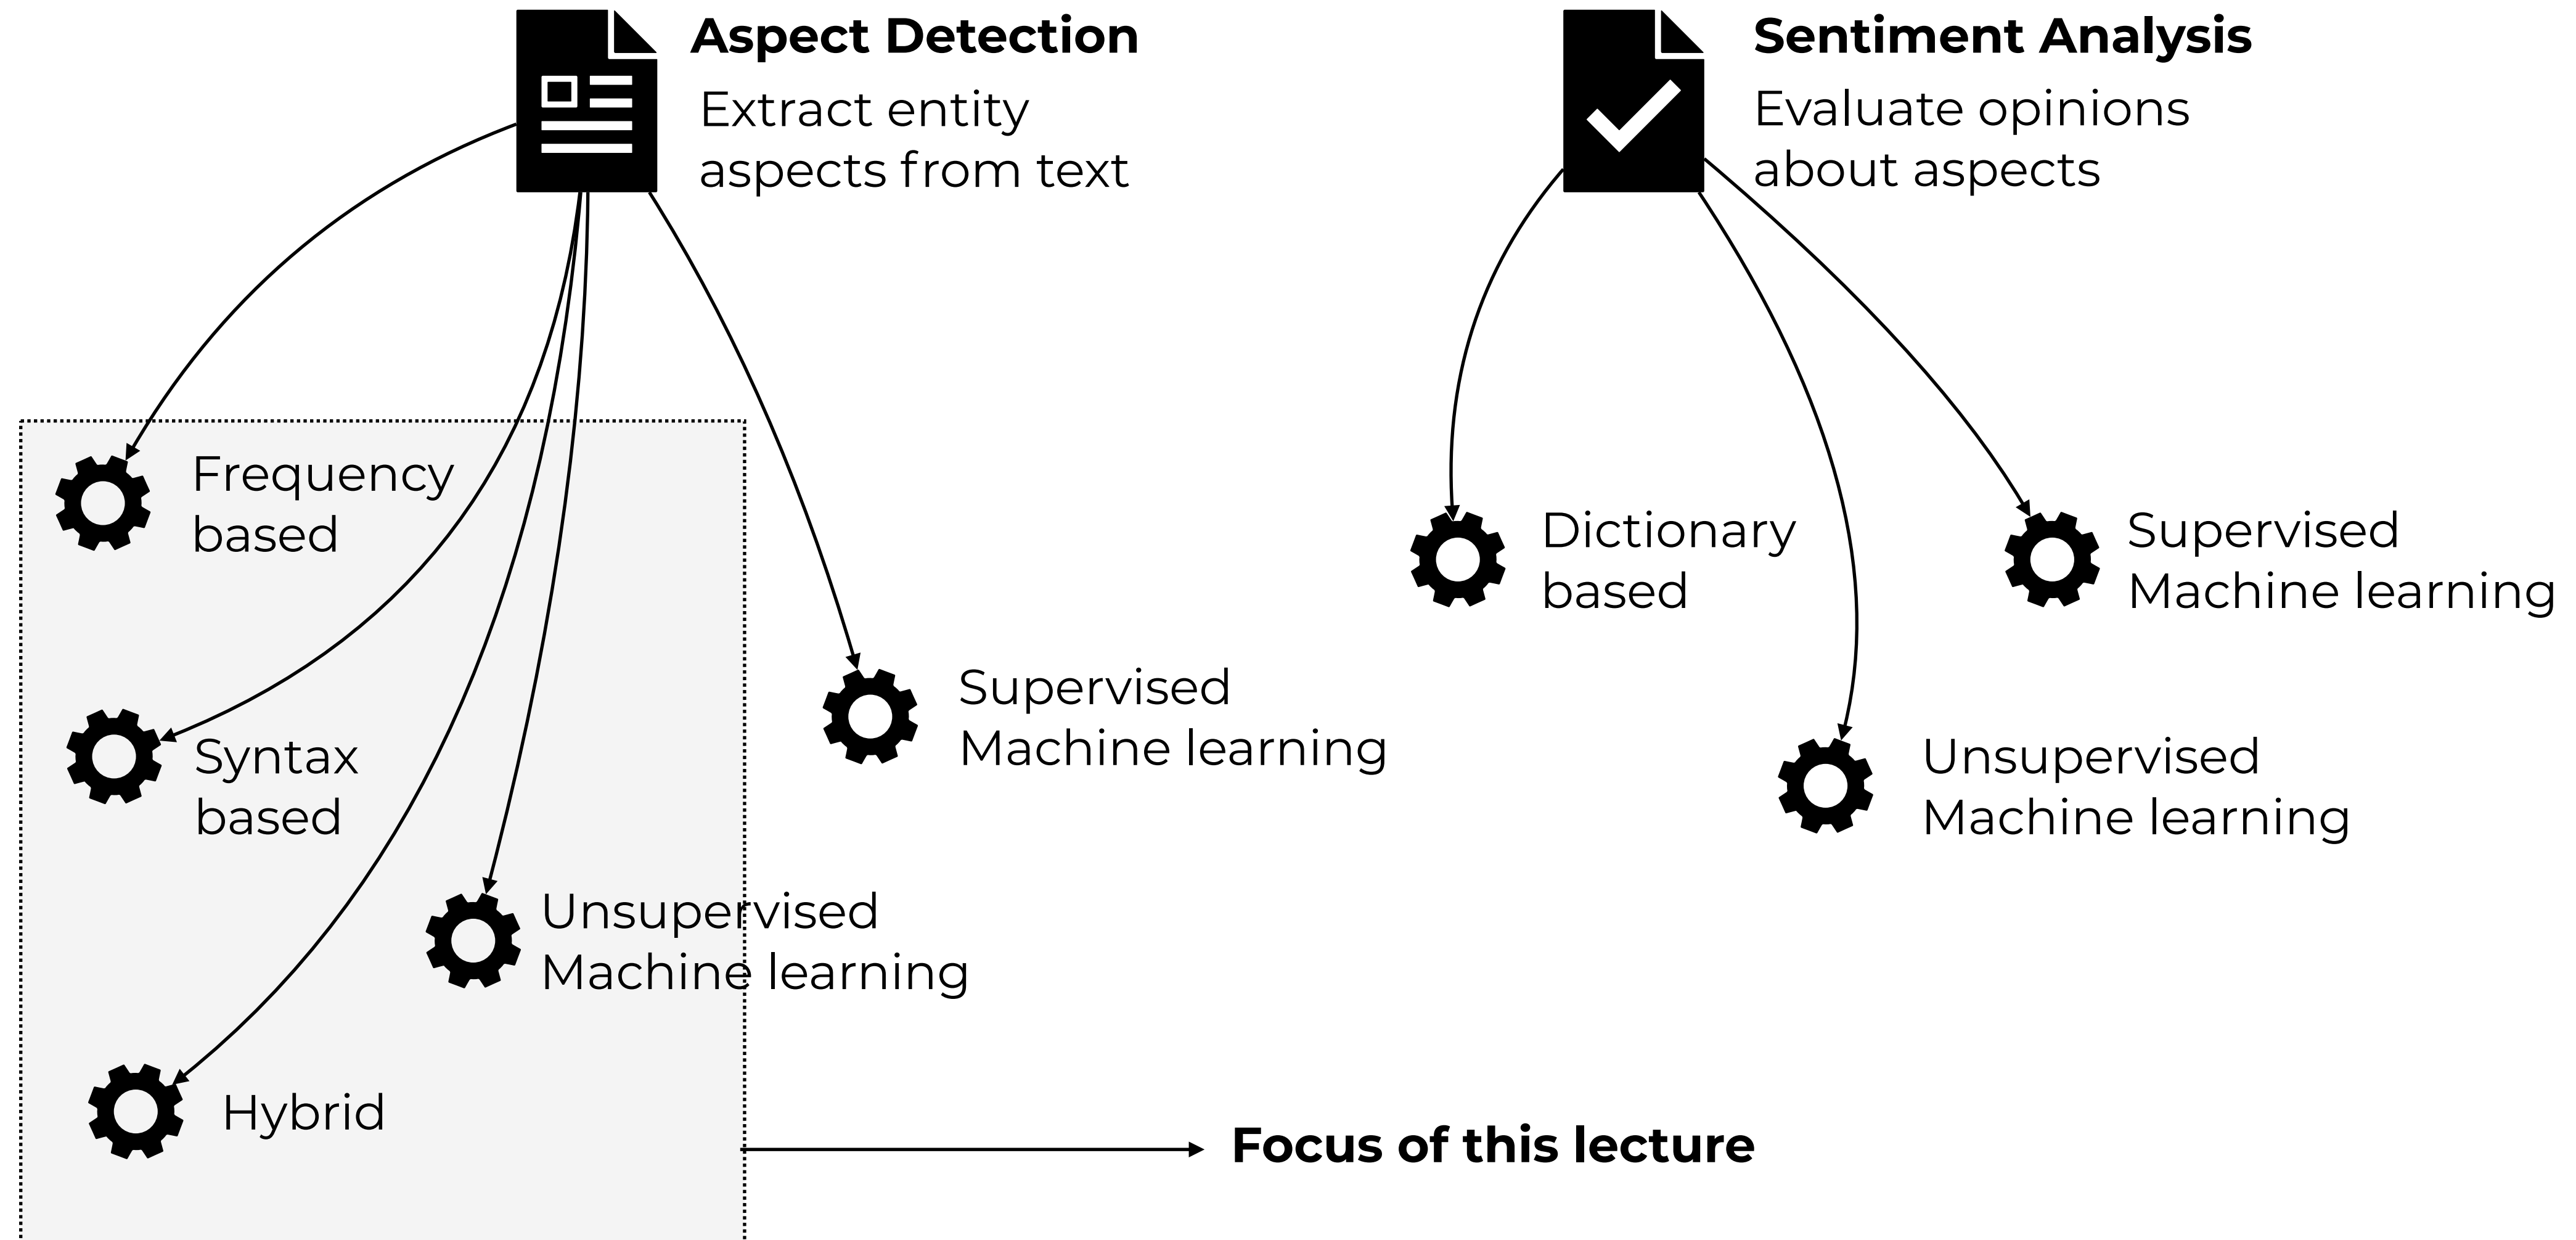 Aspect Detection
Extract entity
aspects from text
Sentiment Analysis
Evaluate opinions
about aspects
Frequency
based
Syntax
based
Unsupervised
Machine learning
Hybrid
Supervised
Machine learning
Dictionary
based
Supervised
Machine learning
Unsupervised
Machine learning
Focus of this lecture